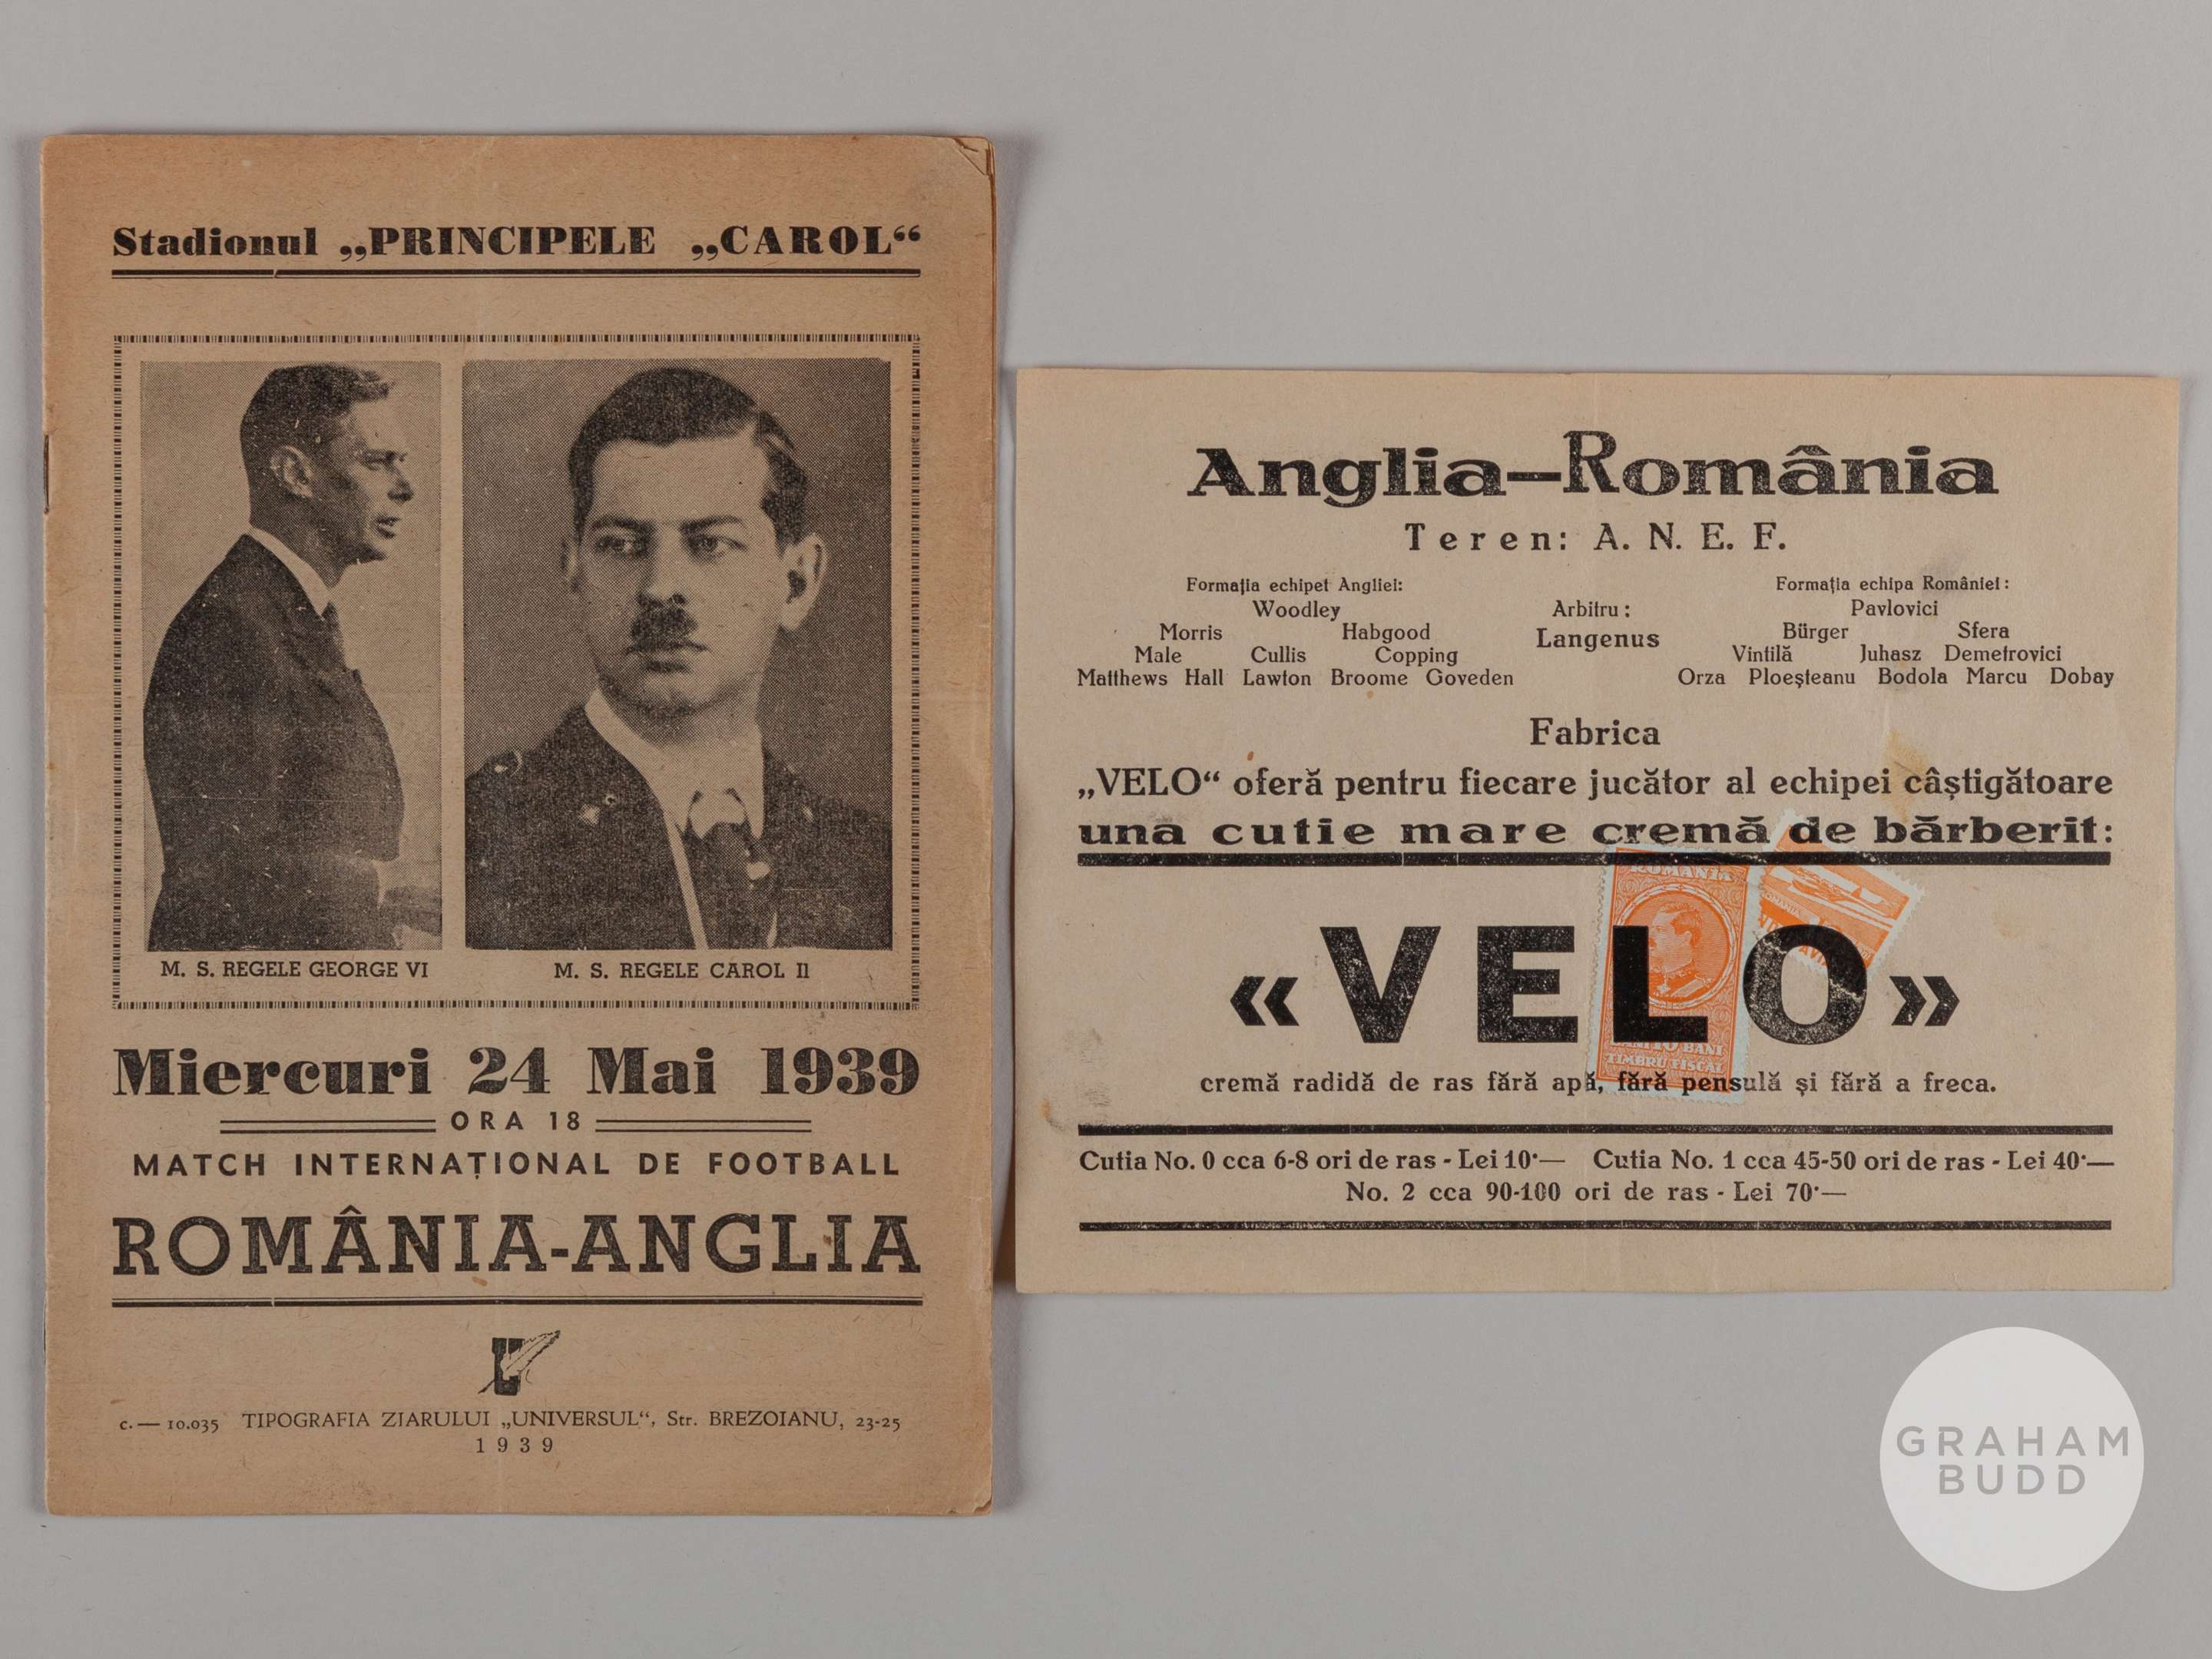 Stadionul „PRINCIPELE „CAROL“
M. S. REGELE GEORGE VI
M. S. REGELE CAROL II
Miercuri 24 Mai 1939
ORA 18
MATCH INTERNAȚIONAL DE FOOTBALL
ROMÂNIA-ANGLIA
c. — 10.035 TIPOGRAFIA ZIARULUI „UNIVERSUL“, Str. BREZOIANU, 23-25
1939
Anglia—România
Teren: A. N. E. F.
Formația echipet Angliei:
Woodley
Morris Habgood
Male Cullis Copping
Matthews Hall Lawton Broome Goveden
Arbitru:
Langenus
Formația echipa României:
Pavlovici
Bürger Sfera
Vintilă Juhasz Demetrovici
Orza Ploeșteanu Bodola Marcu Dobay
Fabrica
„VELO“ oferă pentru fiecare jucător al echipei câștigătoare
una cutie mare cremă de bărberit:
ROMANIA
«VELO»
BANI
TIMBRU FISCAL
cremă radidă de ras fără apă, fără pensulă și fără a freca.
Cutia No. 0 cca 6-8 ori de ras - Lei 10·— Cutia No. 1 cca 45-50 ori de ras - Lei 40·—
No. 2 cca 90-100 ori de ras - Lei 70·—
GRAHAM
BUDD